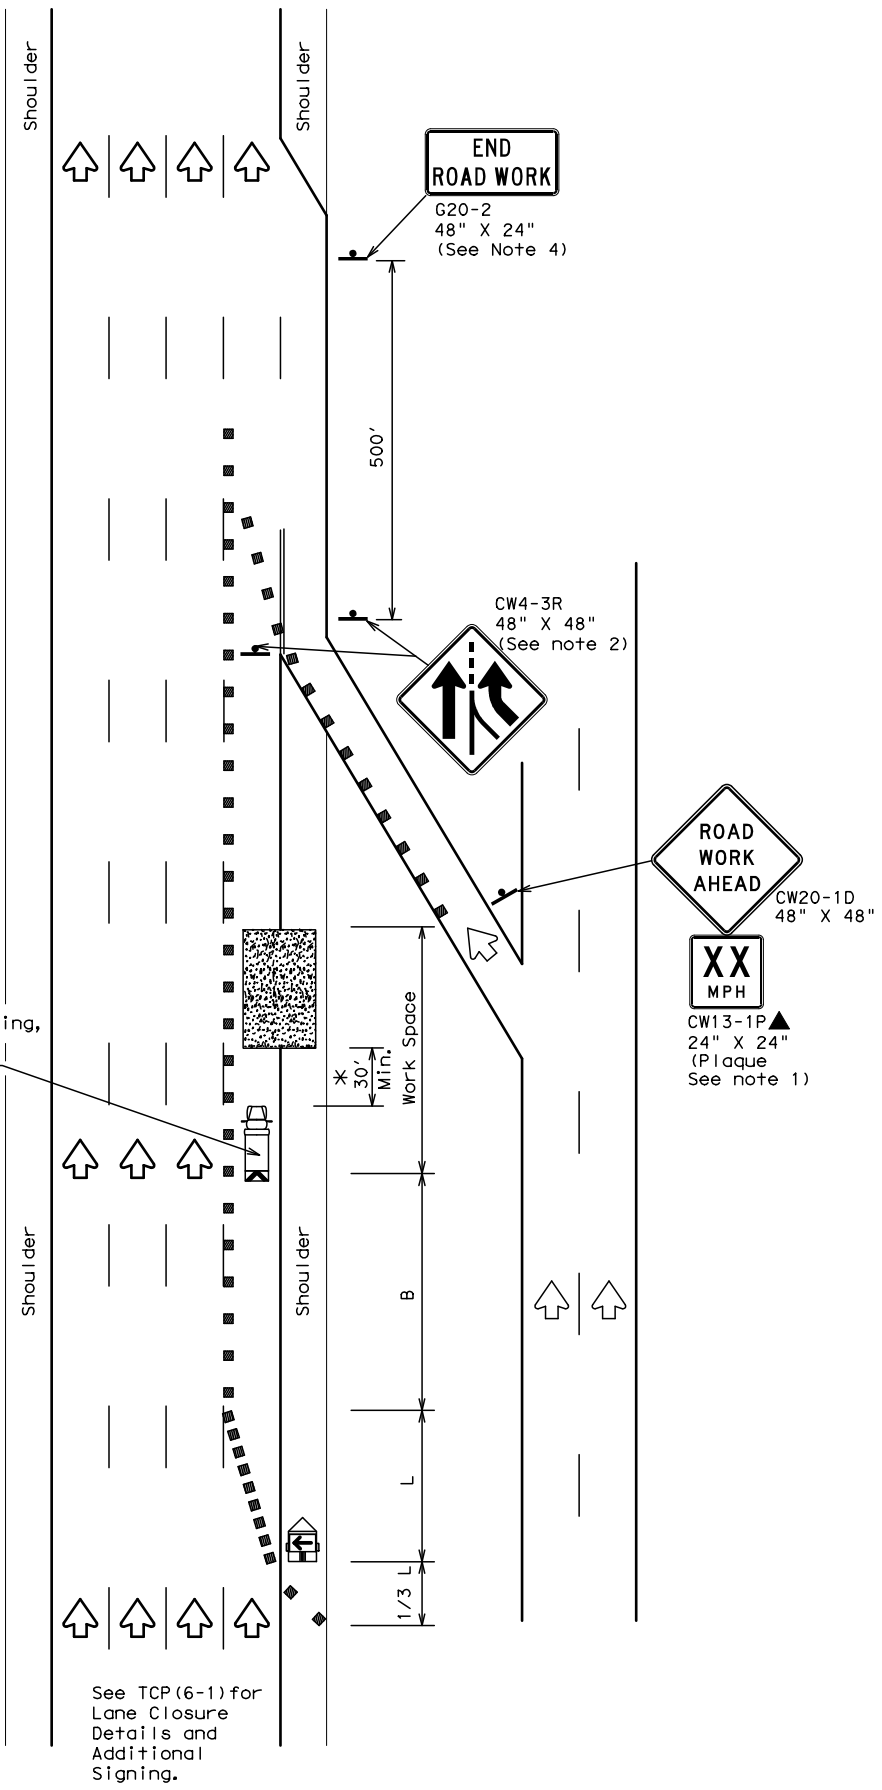 Shoulder
Shoulder
END
ROAD WORK
G20-2
48" X 24"
(See Note 4)
500'
CW4-3R
48" X 48"
(See note 2)
ROAD
WORK
AHEAD
CW20-1D
48" X 48"
XX
MPH
CW13-1P
24" X 24"
(Plaque
See note 1)
ing,
*
30'
Min.
Work Space
Shoulder
Shoulder
B
L
1/3 L
See TCP(6-1)for
Lane Closure
Details and
Additional
Signing.